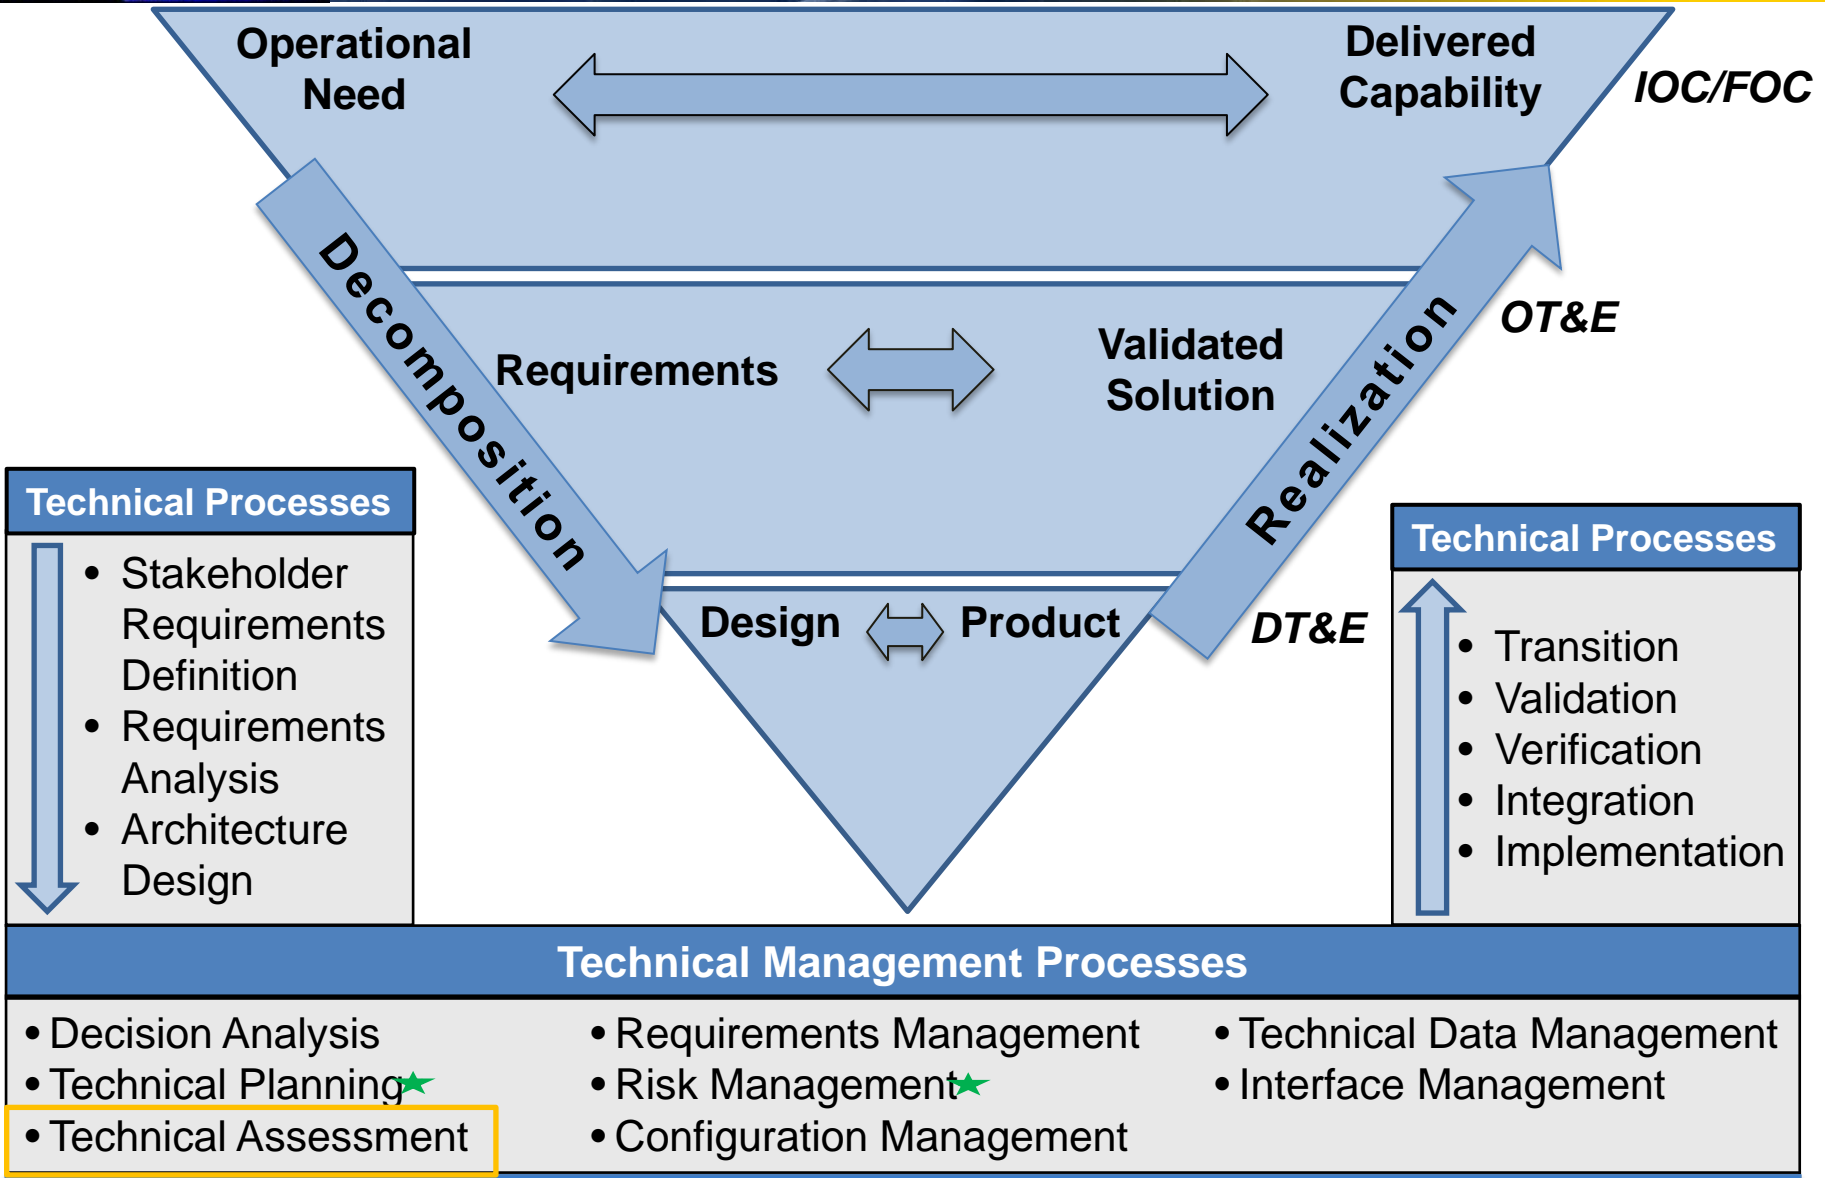 Operational
Need
Delivered
Capability
IOC/FOC
Decomposition
Realization
OT&E
Requirements
Validated
Solution
Technical Processes
• Stakeholder
Requirements
Definition
• Requirements
Analysis
• Architecture
Design
Design
Product
DT&E
Technical Processes
• Transition
• Validation
• Verification
• Integration
• Implementation
Technical Management Processes
• Decision Analysis
• Technical Planning
• Technical Assessment
• Requirements Management
• Risk Management
• Configuration Management
• Technical Data Management
• Interface Management